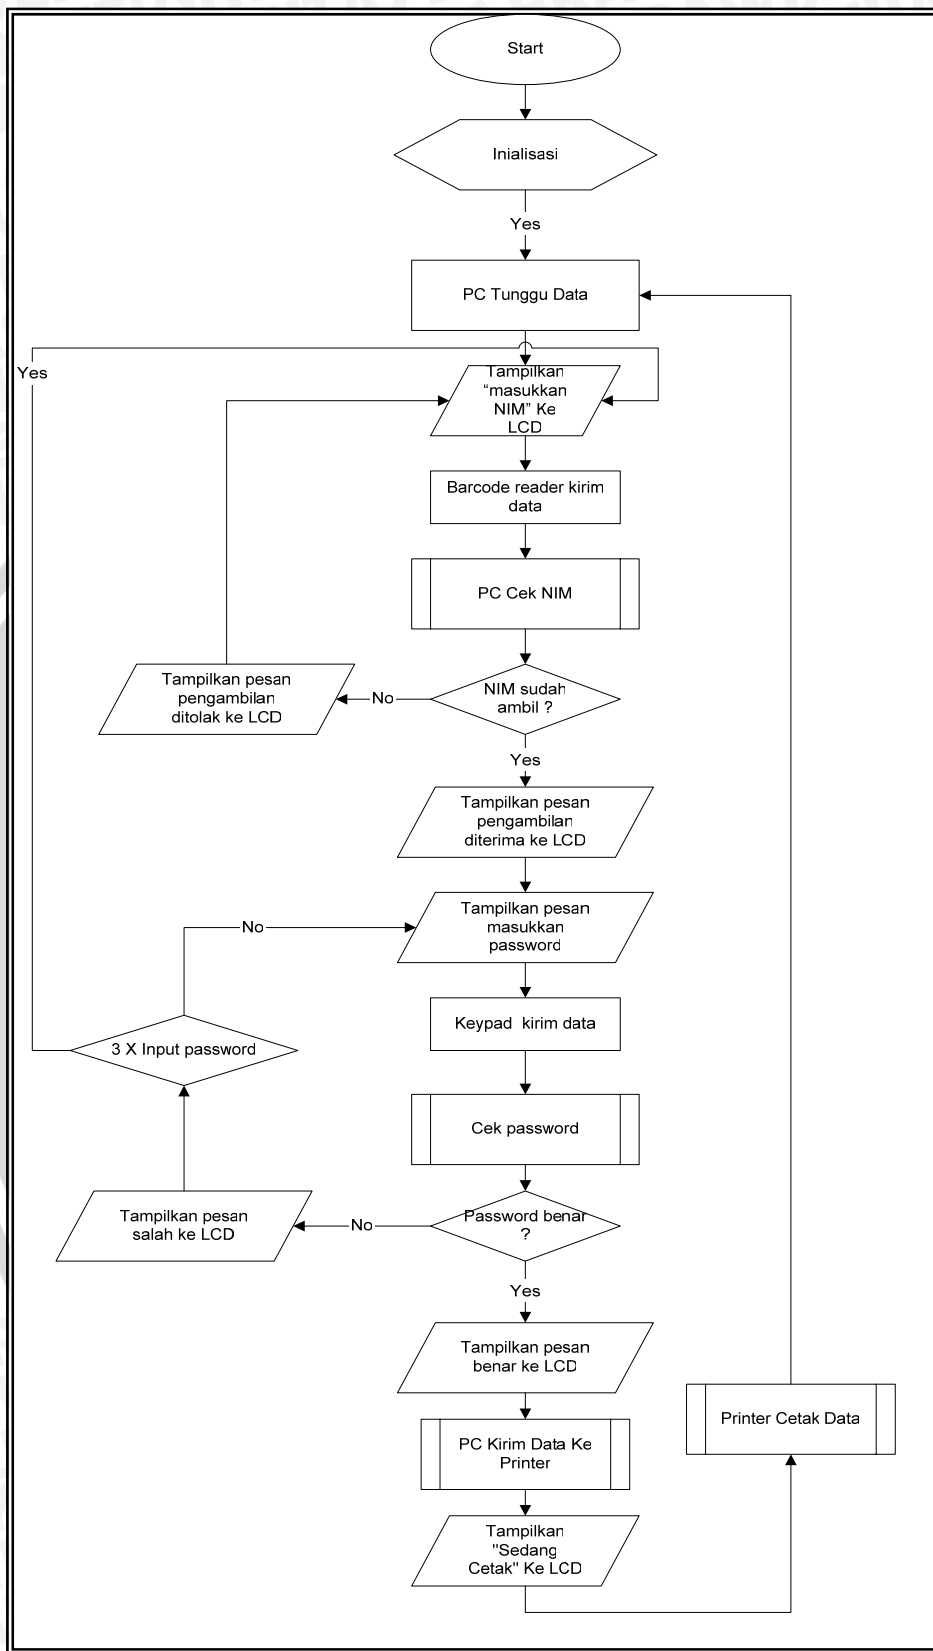 Start
Inialisasi
Yes
PC Tunggu Data
Yes
Tampilkan
“masukkan
NIM” Ke
LCD
Barcode reader kirim
data
PC Cek NIM
Tampilkan pesan
pengambilan
ditolak ke LCD
No
NIM sudah
ambil ?
Yes
Tampilkan pesan
pengambilan
diterima ke LCD
No
Tampilkan pesan
masukkan
password
Keypad kirim data
3 X Input password
Cek password
Tampilkan pesan
salah ke LCD
No
Password benar
?
Yes
Tampilkan pesan
benar ke LCD
Printer Cetak Data
PC Kirim Data Ke
Printer
Tampilkan
"Sedang
Cetak" Ke LCD